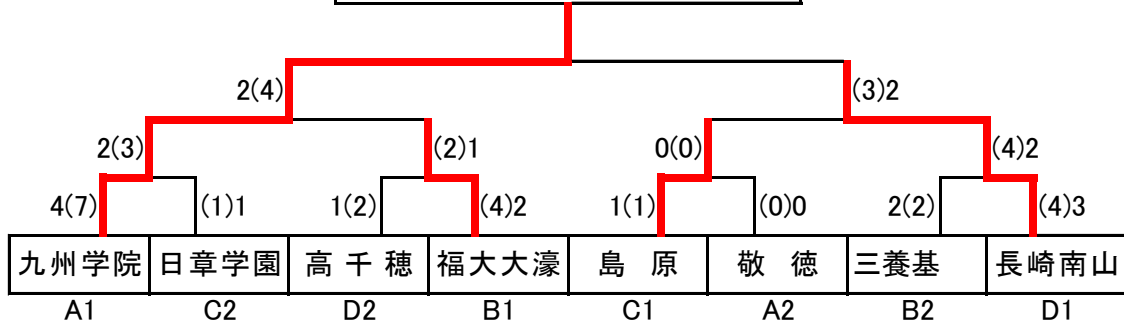 2(4) (3)2
2(3) (2)1 0(0) (4)2
4(7) (1)1 1(2) (4)2 1(1) (0)0 2(2) (4)3
九州学院 日章学園 高千穂 福大大濠 島原 敬徳 三養基 長崎南山
A1 C2 D2 B1 C1 A2 B2 D1